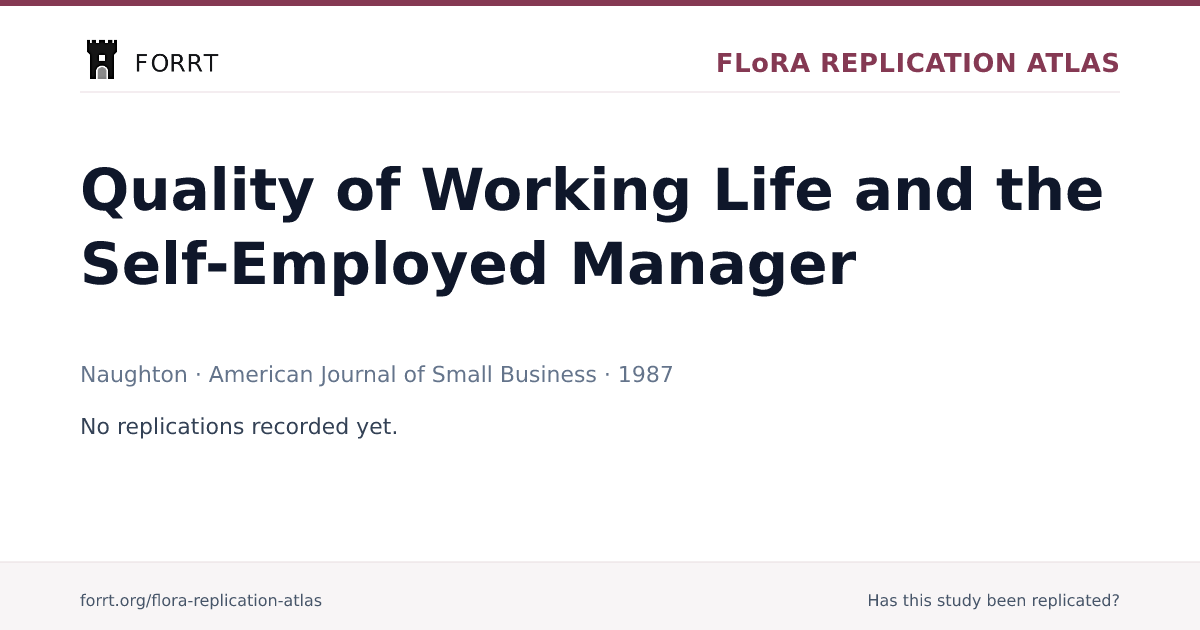 FORRT
FLoRA REPLICATION ATLAS
Quality of Working Life and the
Self-Employed Manager
Naughton · American Journal of Small Business · 1987
No replications recorded yet.
forrt.org/flora-replication-atlas
Has this study been replicated?